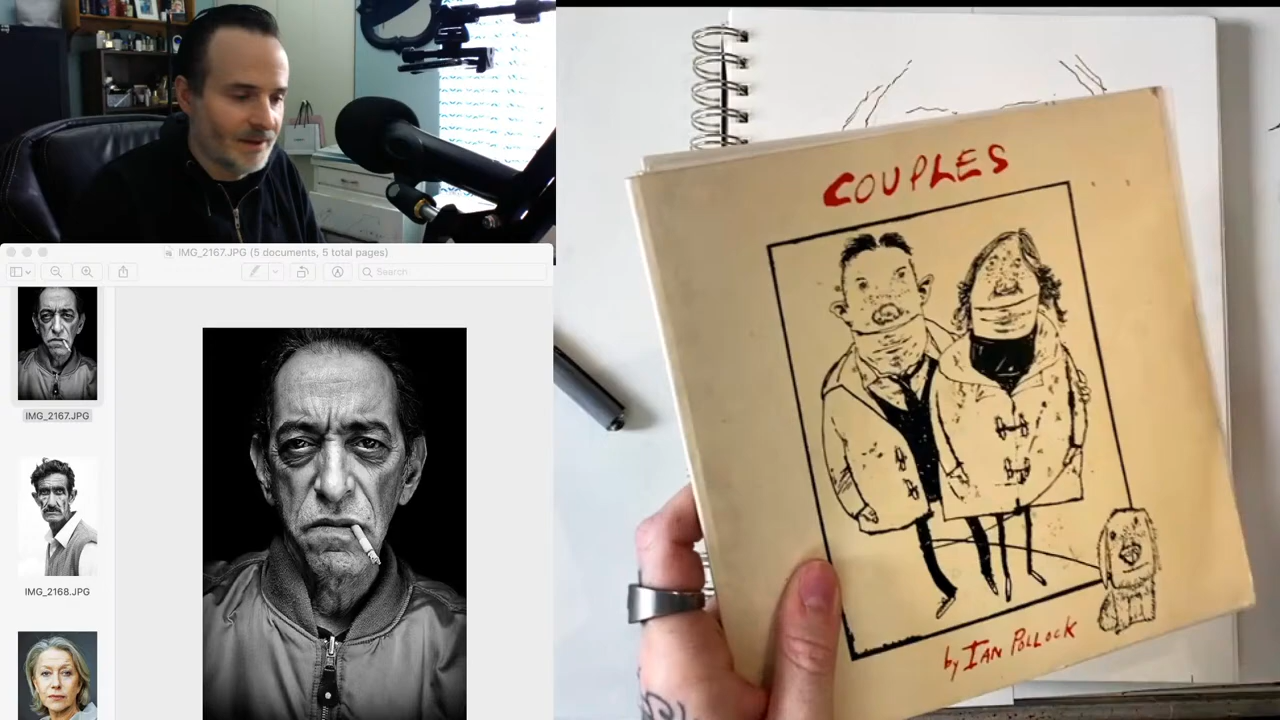 IMG_2167.JPG (5 documents, 5 total pages)
Search
IMG_2167.JPG
IMG_2168.JPG
COUPLES
by IAN POLLOCK